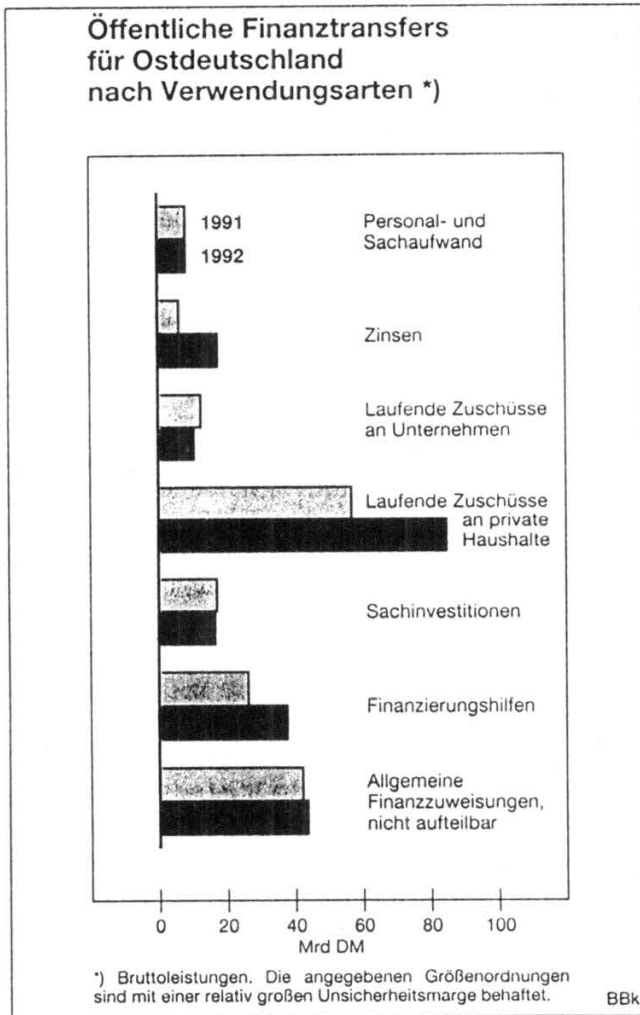 Öffentliche Finanztransfers
für Ostdeutschland
nach Verwendungsarten *)
1991
1992
Personal- und
Sachaufwand
Zinsen
Laufende Zuschüsse
an Unternehmen
Laufende Zuschüsse
an private
Haushalte
Sachinvestitionen
Finanzierungshilfen
Allgemeine
Finanzzuweisungen,
nicht aufteilbar
0 20 40 60 80 100
Mrd DM
*) Bruttoleistungen. Die angegebenen Größenordnungen
sind mit einer relativ großen Unsicherheitsmarge behaftet.
BBk